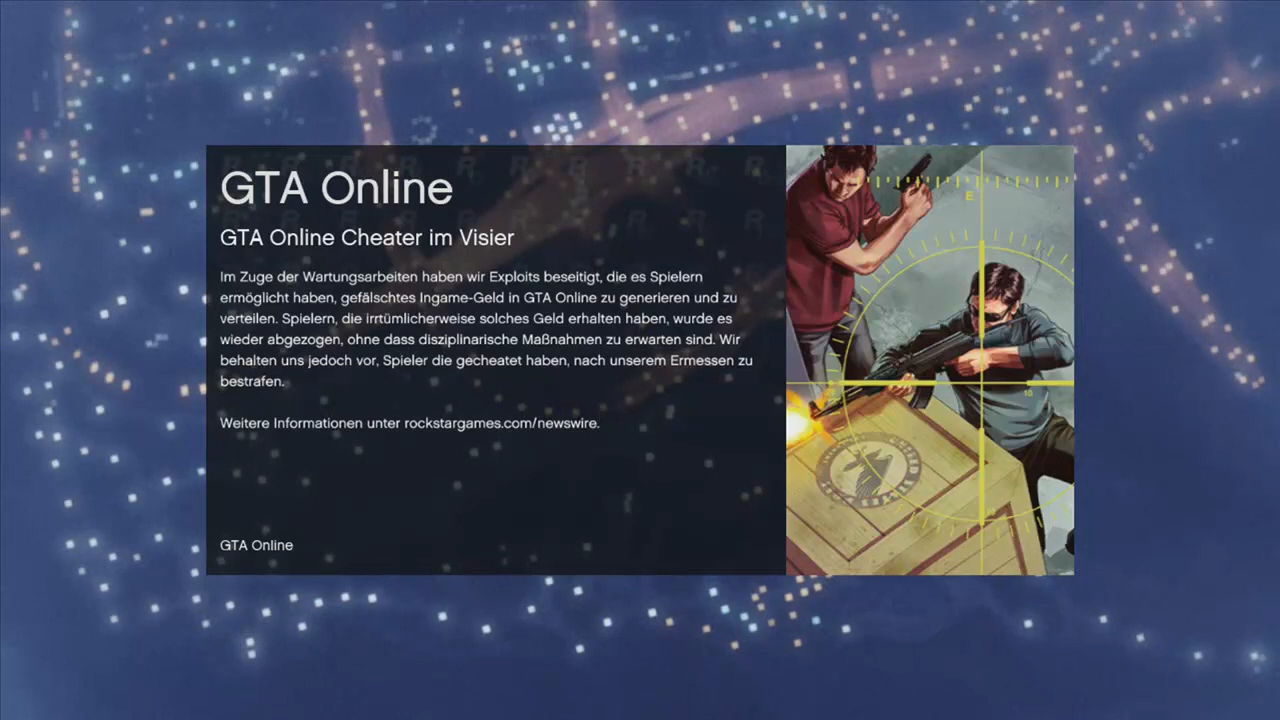 GTA Online
GTA Online Cheater im Visier
Im Zuge der Wartungsarbeiten haben wir Exploits beseitigt, die es Spielern
ermöglicht haben, gefälschtes Ingame-Geld in GTA Online zu generieren und zu
verteilen. Spielern, die irrtümlicherweise solches Geld erhalten haben, wurde es
wieder abgezogen, ohne dass disziplinarische Maßnahmen zu erwarten sind. Wir
behalten uns jedoch vor, Spieler die gecheatet haben, nach unserem Ermessen zu
bestrafen.
Weitere Informationen unter rockstargames.com/newswire.
GTA Online
E
10